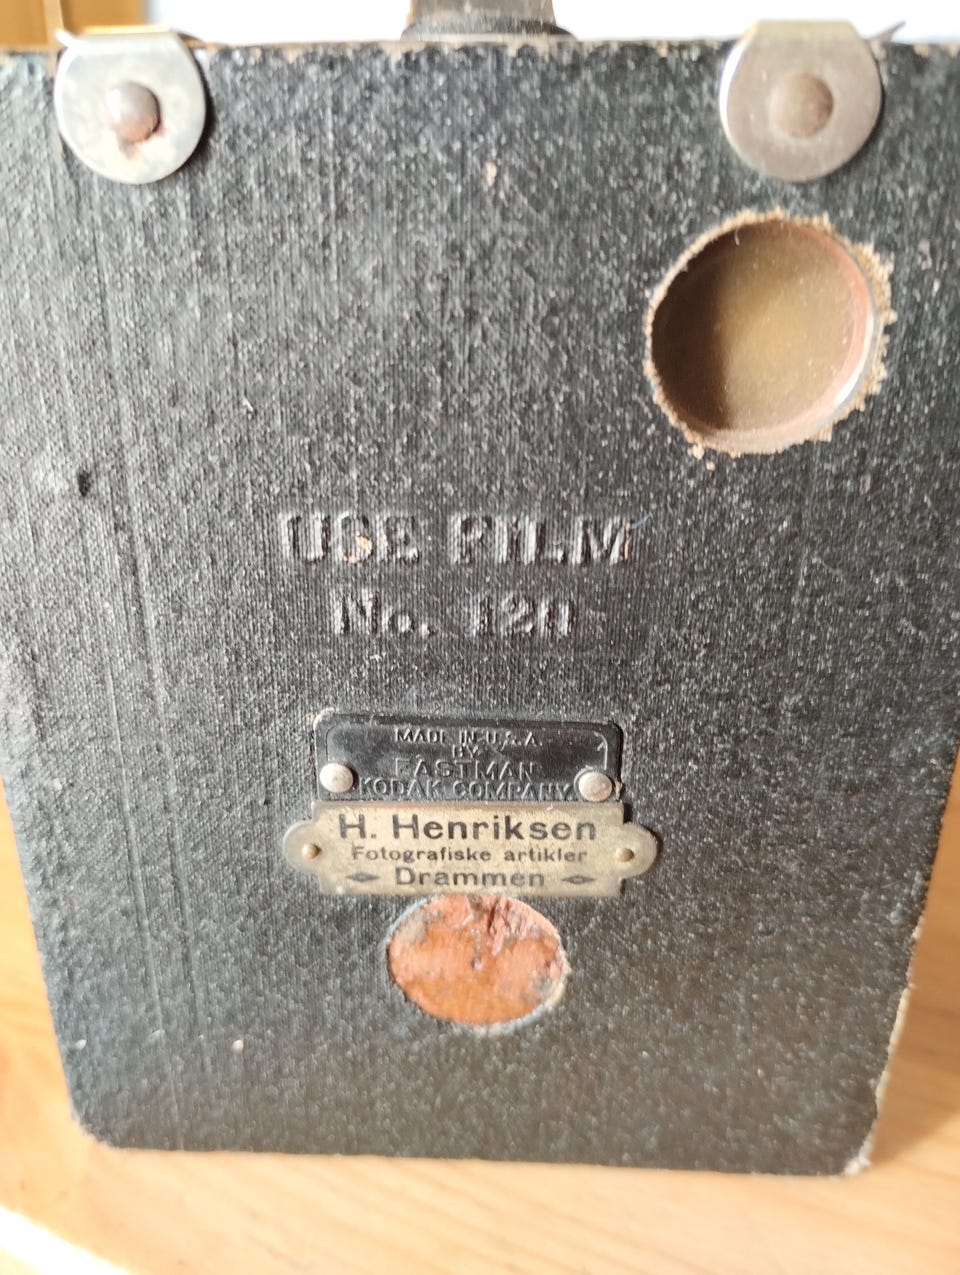 USE FILM
No. 120
MADE IN U.S.A.
BY
EASTMAN
KODAK COMPANY
H. Henriksen
Fotografiske artikler
Drammen